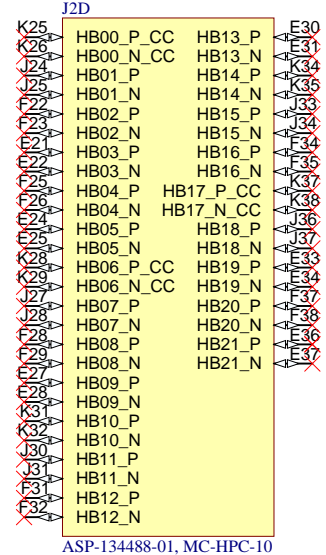 J2D
K25 HB00_P_CC HB13_P E30
K26 HB00_N_CC HB13_N E31
J24 HB01_P HB14_P K34
J25 HB01_N HB14_N K35
F22 HB02_P HB15_P J33
F23 HB02_N HB15_N J34
E21 HB03_P HB16_P F34
E22 HB03_N HB16_N F35
F25 HB04_P HB17_P_CC K37
F26 HB04_N HB17_N_CC K38
E24 HB05_P HB18_P J36
E25 HB05_N HB18_N J37
K28 HB06_P_CC HB19_P E33
K29 HB06_N_CC HB19_N E34
J27 HB07_P HB20_P F37
J28 HB07_N HB20_N F38
F28 HB08_P HB21_P E36
F29 HB08_N HB21_N E37
E27 HB09_P
E28 HB09_N
K31 HB10_P
K32 HB10_N
J30 HB11_P
J31 HB11_N
F31 HB12_P
F32 HB12_N
ASP-134488-01, MC-HPC-10